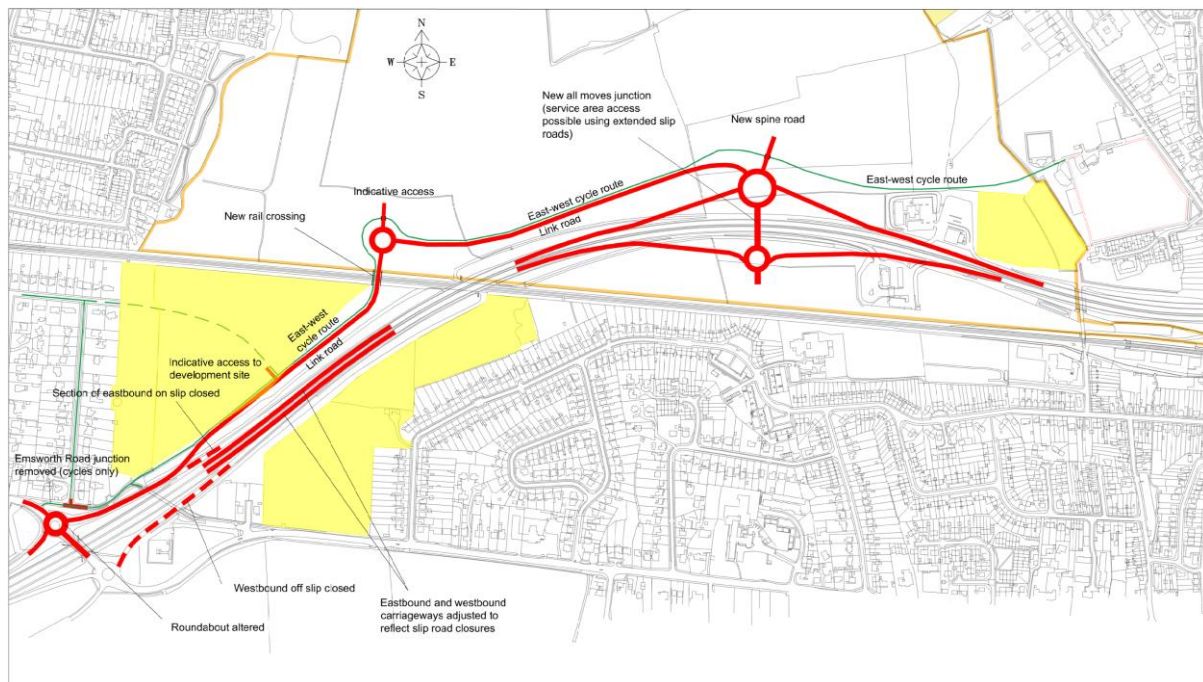 N
W E
S
New all moves junction
(service area access
possible using extended slip
roads)
New spine road
Indicative access
East-west cycle route
East-west cycle route
New rail crossing
Link road
East-west
cycle route
Link road
Indicative access to
development site
Section of eastbound on slip closed
Emsworth Road junction
removed (cycles only)
Westbound off slip closed
Eastbound and westbound
carriageways adjusted to
reflect slip road closures
Roundabout altered